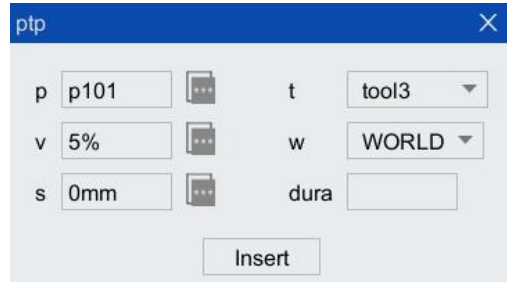 ptp
p p101 t tool3
v 5% w WORLD
s 0mm dura
Insert